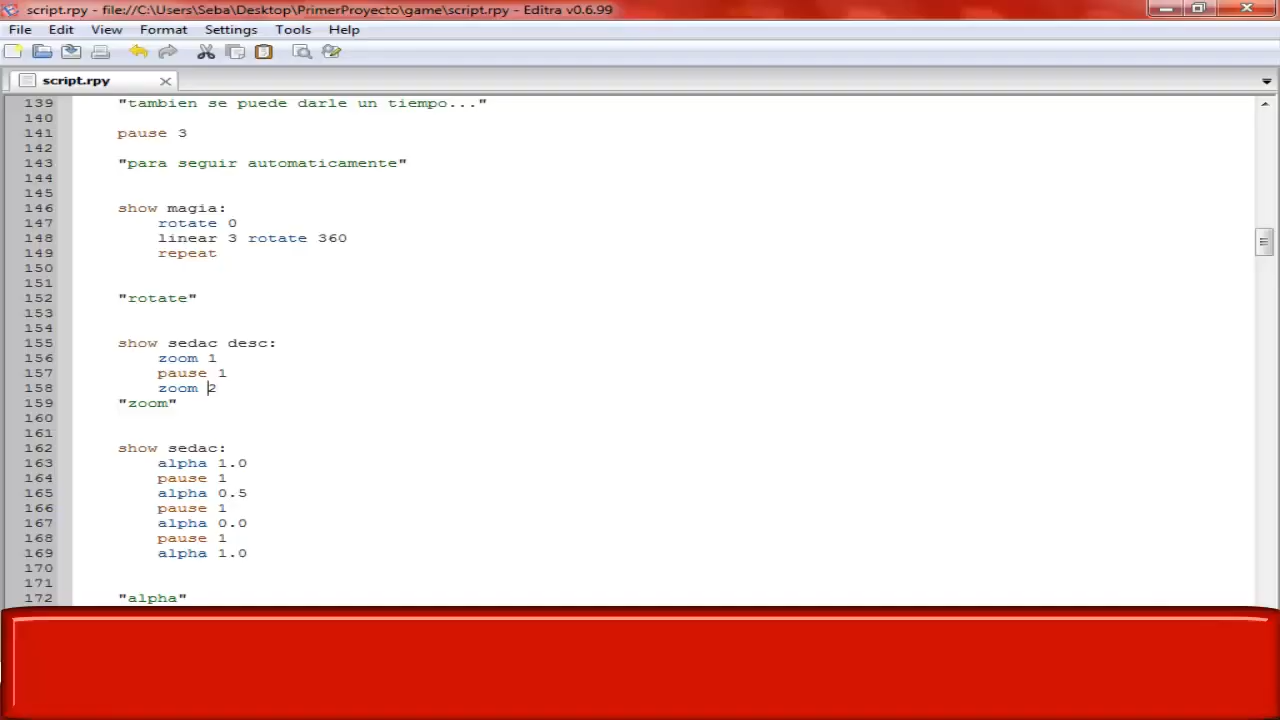 script.rpy - file://C:\Users\Seba\Desktop\PrimerProyecto\game\script.rpy - Editra v0.6.99
File Edit View Format Settings Tools Help
script.rpy
139 "tambien se puede darle un tiempo..."
140
141 pause 3
142
143 "para seguir automaticamente"
144
145
146 show magia:
147 rotate 0
148 linear 3 rotate 360
149 repeat
150
151
152 "rotate"
153
154
155 show sedac desc:
156 zoom 1
157 pause 1
158 zoom 2
159 "zoom"
160
161
162 show sedac:
163 alpha 1.0
164 pause 1
165 alpha 0.5
166 pause 1
167 alpha 0.0
168 pause 1
169 alpha 1.0
170
171
172 "alpha"